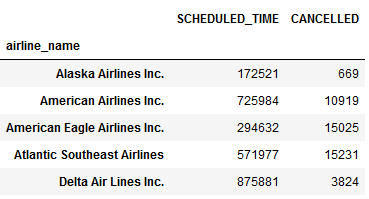 SCHEDULED_TIME CANCELLED
airline_name
Alaska Airlines Inc. 172521 669
American Airlines Inc. 725984 10919
American Eagle Airlines Inc. 294632 15025
Atlantic Southeast Airlines 571977 15231
Delta Air Lines Inc. 875881 3824